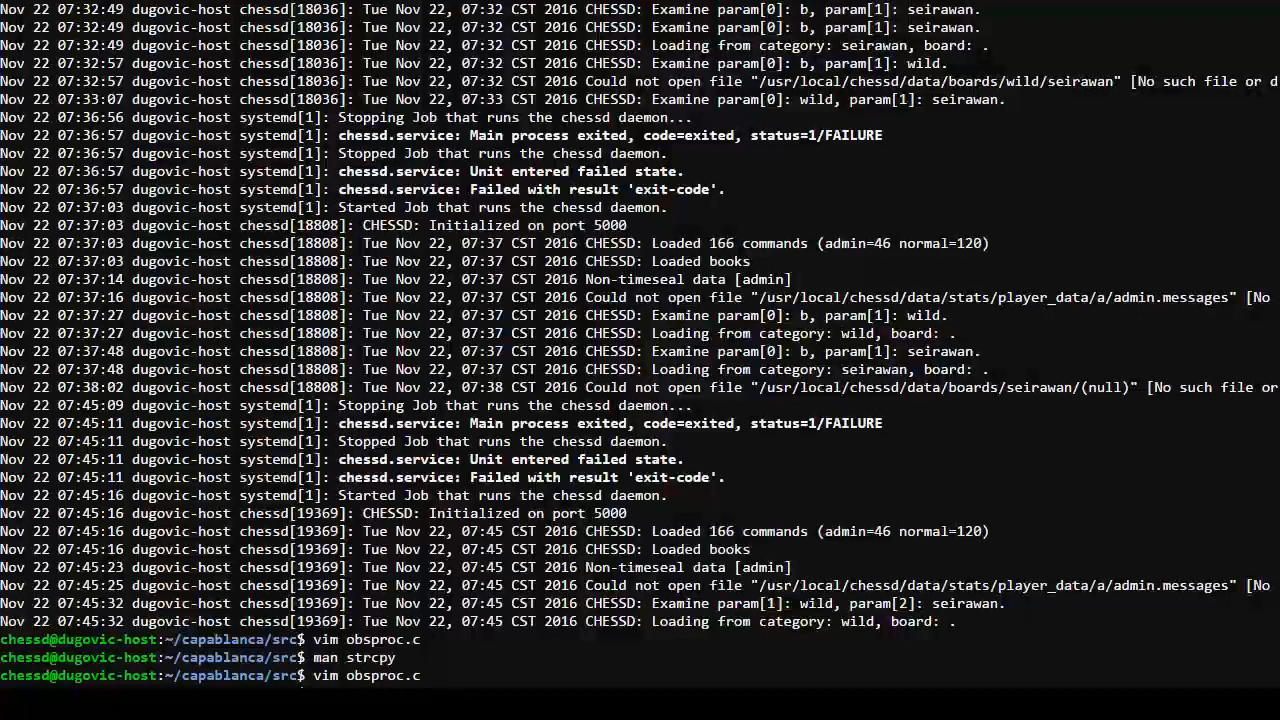 Nov 22 07:32:49 dugovic-host chessd[18036]: Tue Nov 22, 07:32 CST 2016 CHESSD: Examine param[0]: b, param[1]: seirawan.
Nov 22 07:32:49 dugovic-host chessd[18036]: Tue Nov 22, 07:32 CST 2016 CHESSD: Examine param[0]: b, param[1]: seirawan.
Nov 22 07:32:49 dugovic-host chessd[18036]: Tue Nov 22, 07:32 CST 2016 CHESSD: Loading from category: seirawan, board: .
Nov 22 07:32:57 dugovic-host chessd[18036]: Tue Nov 22, 07:32 CST 2016 CHESSD: Examine param[0]: b, param[1]: wild.
Nov 22 07:32:57 dugovic-host chessd[18036]: Tue Nov 22, 07:32 CST 2016 Could not open file "/usr/local/chessd/data/boards/wild/seirawan" [No such file or d
Nov 22 07:33:07 dugovic-host chessd[18036]: Tue Nov 22, 07:33 CST 2016 CHESSD: Examine param[0]: wild, param[1]: seirawan.
Nov 22 07:36:56 dugovic-host systemd[1]: Stopping Job that runs the chessd daemon...
Nov 22 07:36:57 dugovic-host systemd[1]: chessd.service: Main process exited, code=exited, status=1/FAILURE
Nov 22 07:36:57 dugovic-host systemd[1]: Stopped Job that runs the chessd daemon.
Nov 22 07:36:57 dugovic-host systemd[1]: chessd.service: Unit entered failed state.
Nov 22 07:36:57 dugovic-host systemd[1]: chessd.service: Failed with result 'exit-code'.
Nov 22 07:37:03 dugovic-host systemd[1]: Started Job that runs the chessd daemon.
Nov 22 07:37:03 dugovic-host chessd[18808]: CHESSD: Initialized on port 5000
Nov 22 07:37:03 dugovic-host chessd[18808]: Tue Nov 22, 07:37 CST 2016 CHESSD: Loaded 166 commands (admin=46 normal=120)
Nov 22 07:37:03 dugovic-host chessd[18808]: Tue Nov 22, 07:37 CST 2016 CHESSD: Loaded books
Nov 22 07:37:14 dugovic-host chessd[18808]: Tue Nov 22, 07:37 CST 2016 Non-timeseal data [admin]
Nov 22 07:37:16 dugovic-host chessd[18808]: Tue Nov 22, 07:37 CST 2016 Could not open file "/usr/local/chessd/data/stats/player_data/a/admin.messages" [No
Nov 22 07:37:27 dugovic-host chessd[18808]: Tue Nov 22, 07:37 CST 2016 CHESSD: Examine param[0]: b, param[1]: wild.
Nov 22 07:37:27 dugovic-host chessd[18808]: Tue Nov 22, 07:37 CST 2016 CHESSD: Loading from category: wild, board: .
Nov 22 07:37:48 dugovic-host chessd[18808]: Tue Nov 22, 07:37 CST 2016 CHESSD: Examine param[0]: b, param[1]: seirawan.
Nov 22 07:37:48 dugovic-host chessd[18808]: Tue Nov 22, 07:37 CST 2016 CHESSD: Loading from category: seirawan, board: .
Nov 22 07:38:02 dugovic-host chessd[18808]: Tue Nov 22, 07:38 CST 2016 Could not open file "/usr/local/chessd/data/boards/seirawan/(null)" [No such file or
Nov 22 07:45:09 dugovic-host systemd[1]: Stopping Job that runs the chessd daemon...
Nov 22 07:45:11 dugovic-host systemd[1]: chessd.service: Main process exited, code=exited, status=1/FAILURE
Nov 22 07:45:11 dugovic-host systemd[1]: Stopped Job that runs the chessd daemon.
Nov 22 07:45:11 dugovic-host systemd[1]: chessd.service: Unit entered failed state.
Nov 22 07:45:11 dugovic-host systemd[1]: chessd.service: Failed with result 'exit-code'.
Nov 22 07:45:16 dugovic-host systemd[1]: Started Job that runs the chessd daemon.
Nov 22 07:45:16 dugovic-host chessd[19369]: CHESSD: Initialized on port 5000
Nov 22 07:45:16 dugovic-host chessd[19369]: Tue Nov 22, 07:45 CST 2016 CHESSD: Loaded 166 commands (admin=46 normal=120)
Nov 22 07:45:16 dugovic-host chessd[19369]: Tue Nov 22, 07:45 CST 2016 CHESSD: Loaded books
Nov 22 07:45:23 dugovic-host chessd[19369]: Tue Nov 22, 07:45 CST 2016 Non-timeseal data [admin]
Nov 22 07:45:25 dugovic-host chessd[19369]: Tue Nov 22, 07:45 CST 2016 Could not open file "/usr/local/chessd/data/stats/player_data/a/admin.messages" [No
Nov 22 07:45:32 dugovic-host chessd[19369]: Tue Nov 22, 07:45 CST 2016 CHESSD: Examine param[1]: wild, param[2]: seirawan.
Nov 22 07:45:32 dugovic-host chessd[19369]: Tue Nov 22, 07:45 CST 2016 CHESSD: Loading from category: wild, board: .
chessd@dugovic-host:~/capablanca/src$ vim obsproc.c
chessd@dugovic-host:~/capablanca/src$ man strcpy
chessd@dugovic-host:~/capablanca/src$ vim obsproc.c